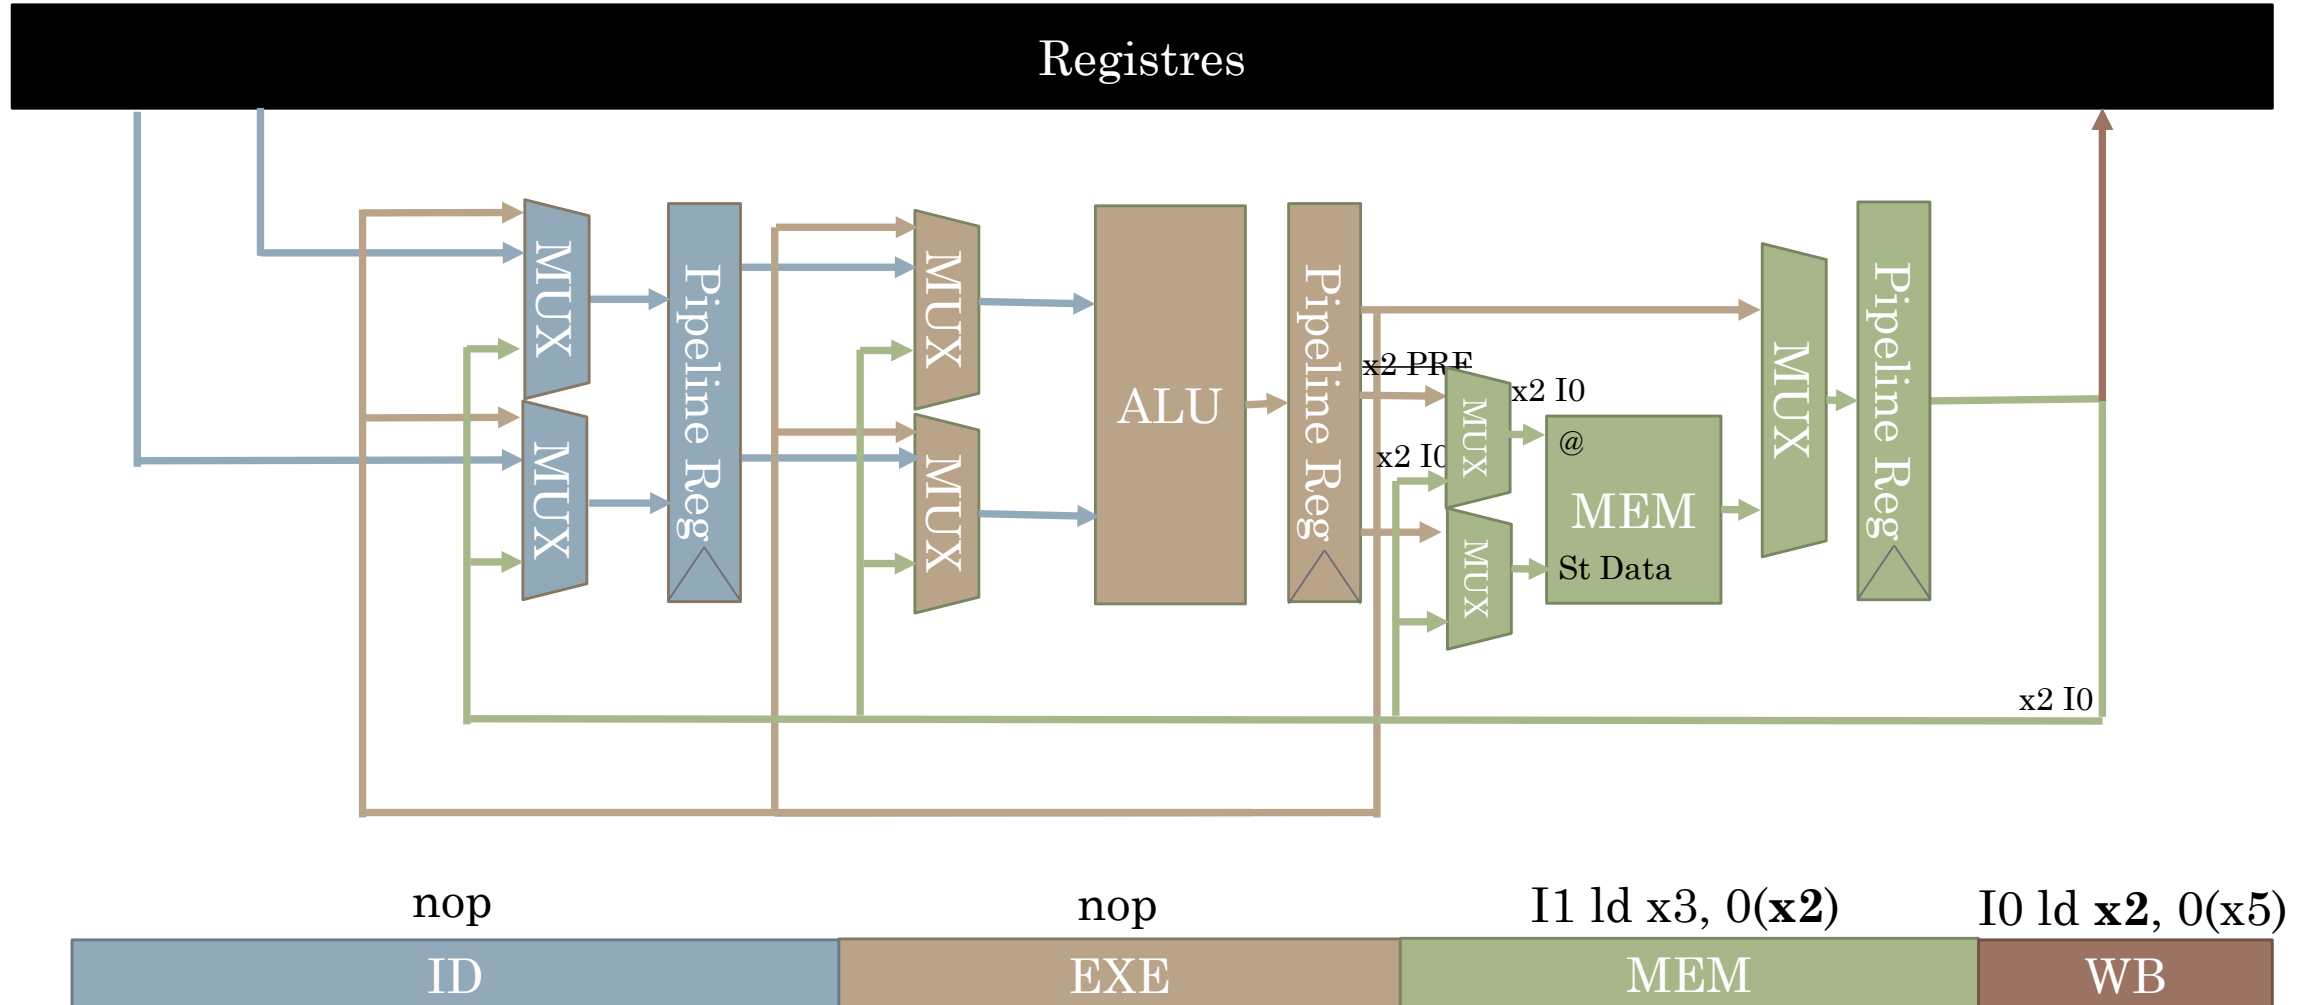 Registres
MUX
MUX
Pipeline Reg
MUX
MUX
ALU
Pipeline Reg
x2 PRF
x2 I0
x2 I0
MUX
MUX
@
MEM
St Data
MUX
Pipeline Reg
x2 I0
nop
nop
I1 ld x3, 0(x2)
I0 ld x2, 0(x5)
ID
EXE
MEM
WB